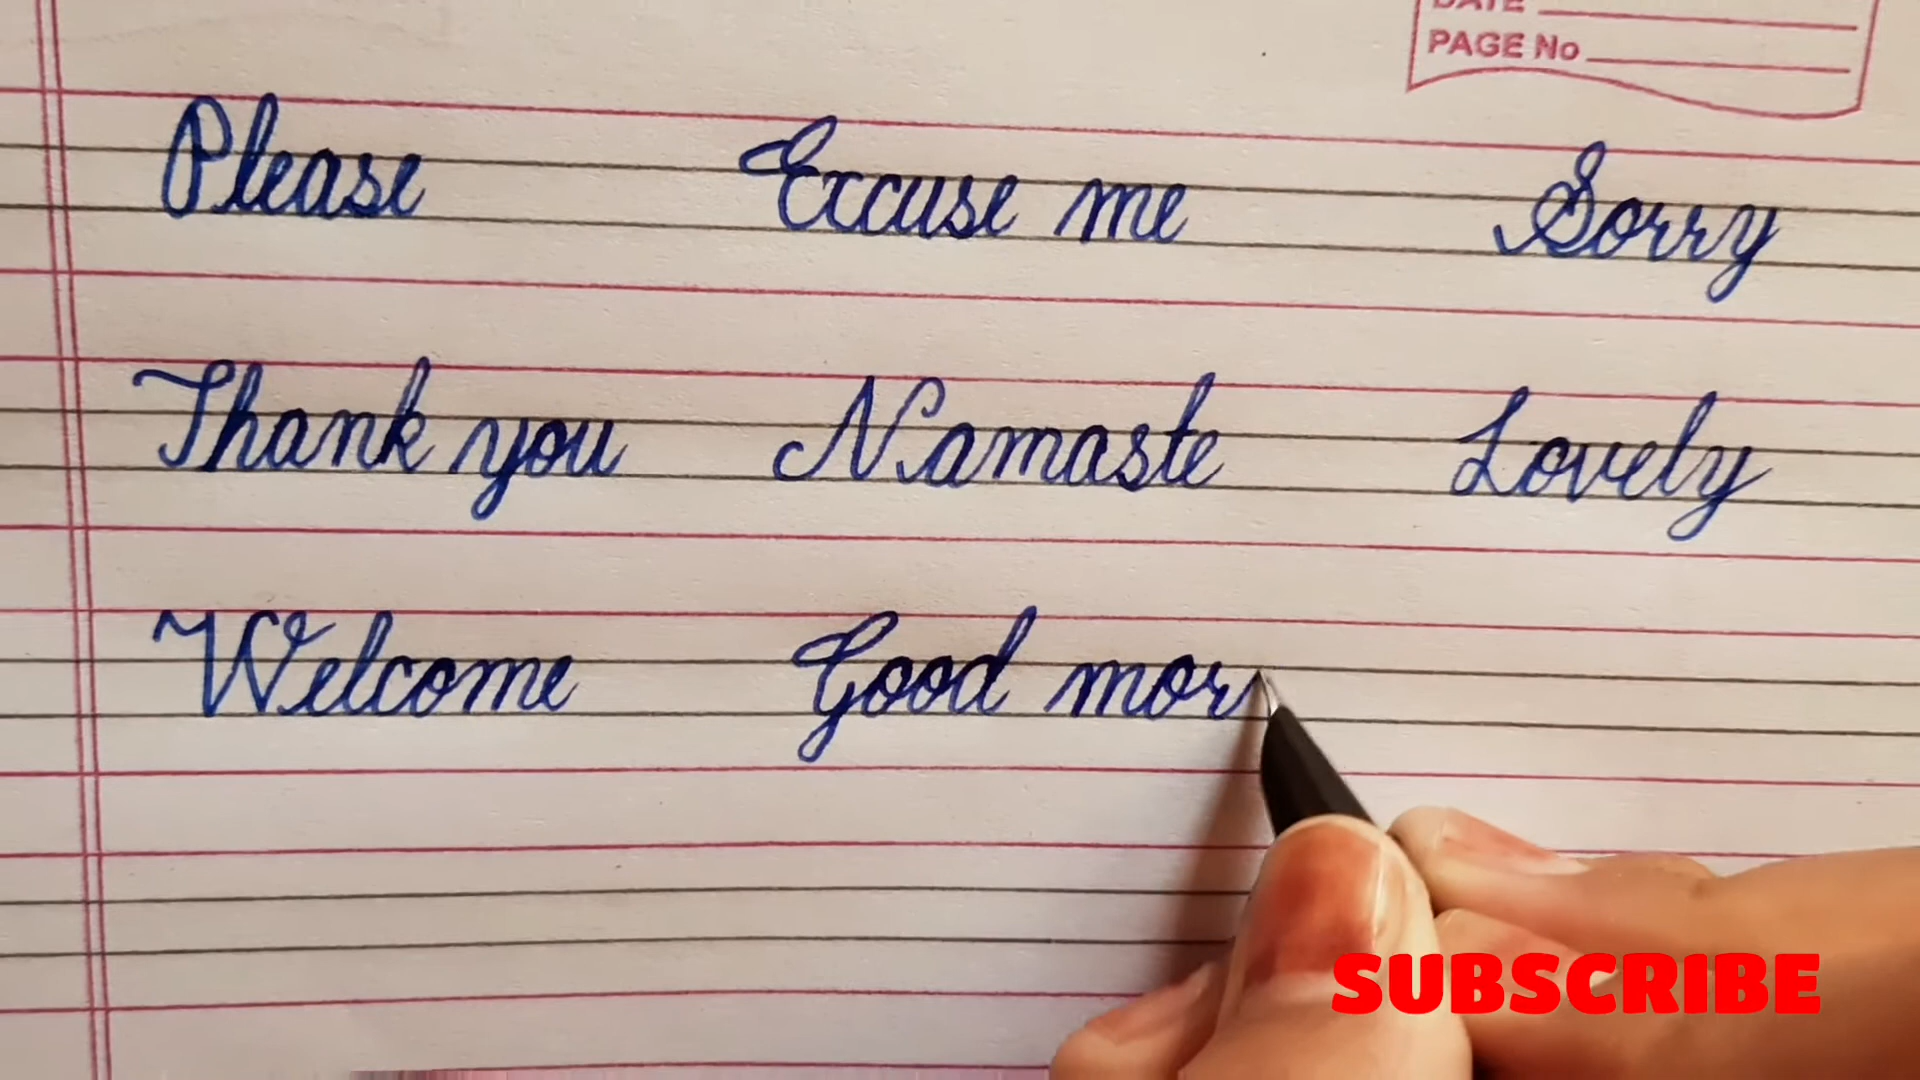 DATE
PAGE No
Please Excuse me Sorry
Thank you Namaste Lovely
Welcome Good mor
SUBSCRIBE